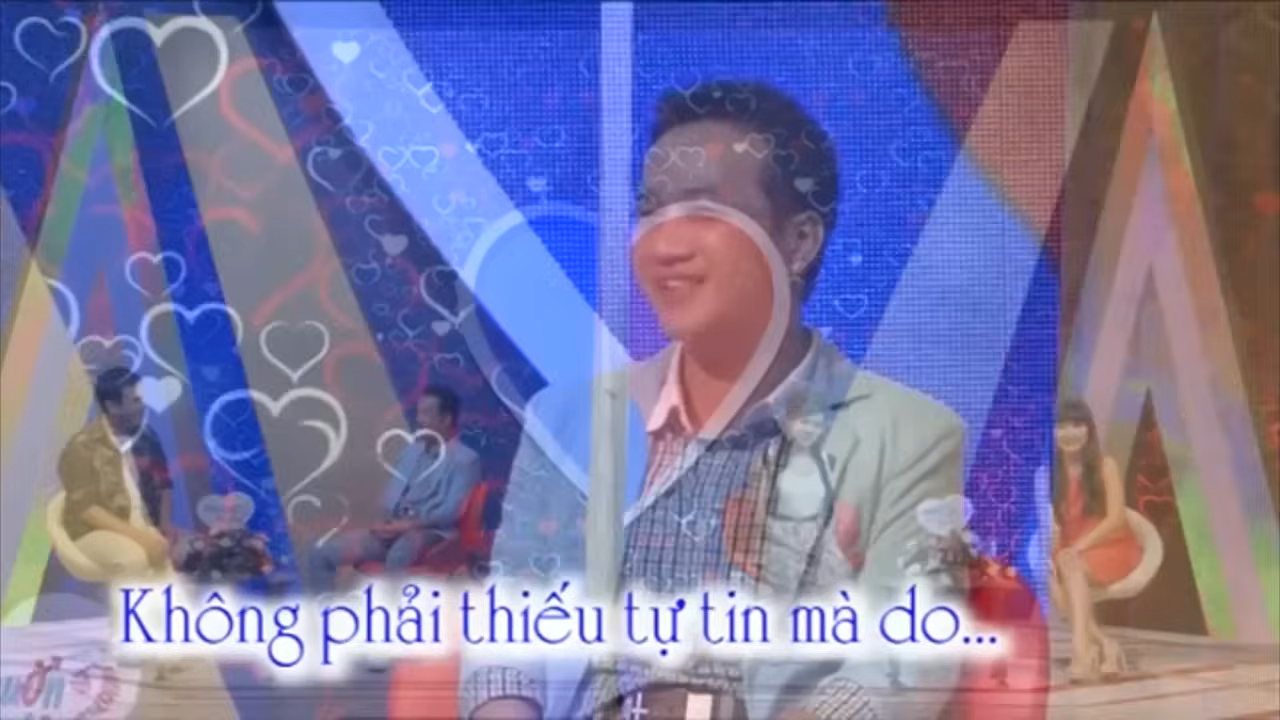 Không phải thiếu tự tin mà do...